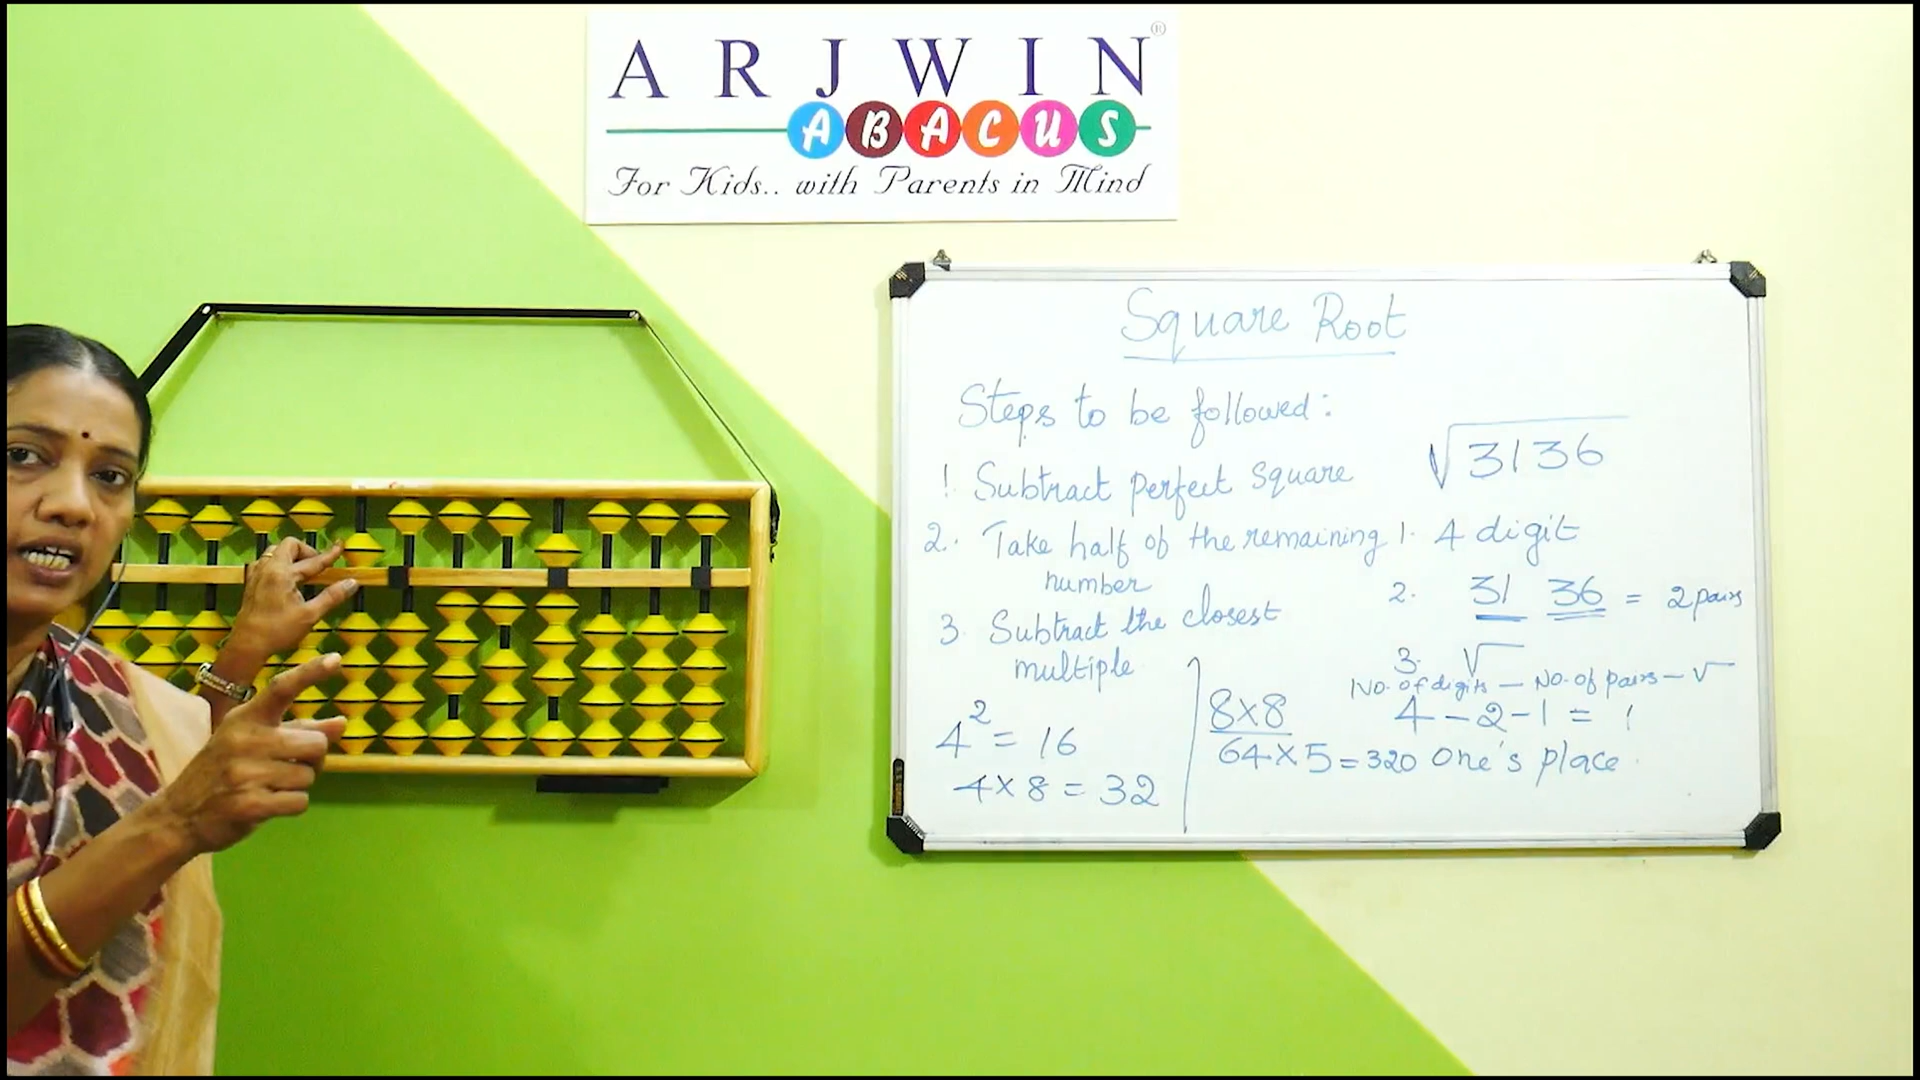 ARJWIN®
ABACUS
For Kids.. with Parents in Mind
Square Root
Steps to be followed:
1. Subtract perfect square
2. Take half of the remaining
number
3. Subtract the closest
multiple
4² = 16
4×8 = 32
8×8
64×5=320
√3136
1. 4 digit
2. 31 36 = 2 pairs
3. √
No. of digits — No. of pairs — √
4 — 2 - 1 = 1
One's place